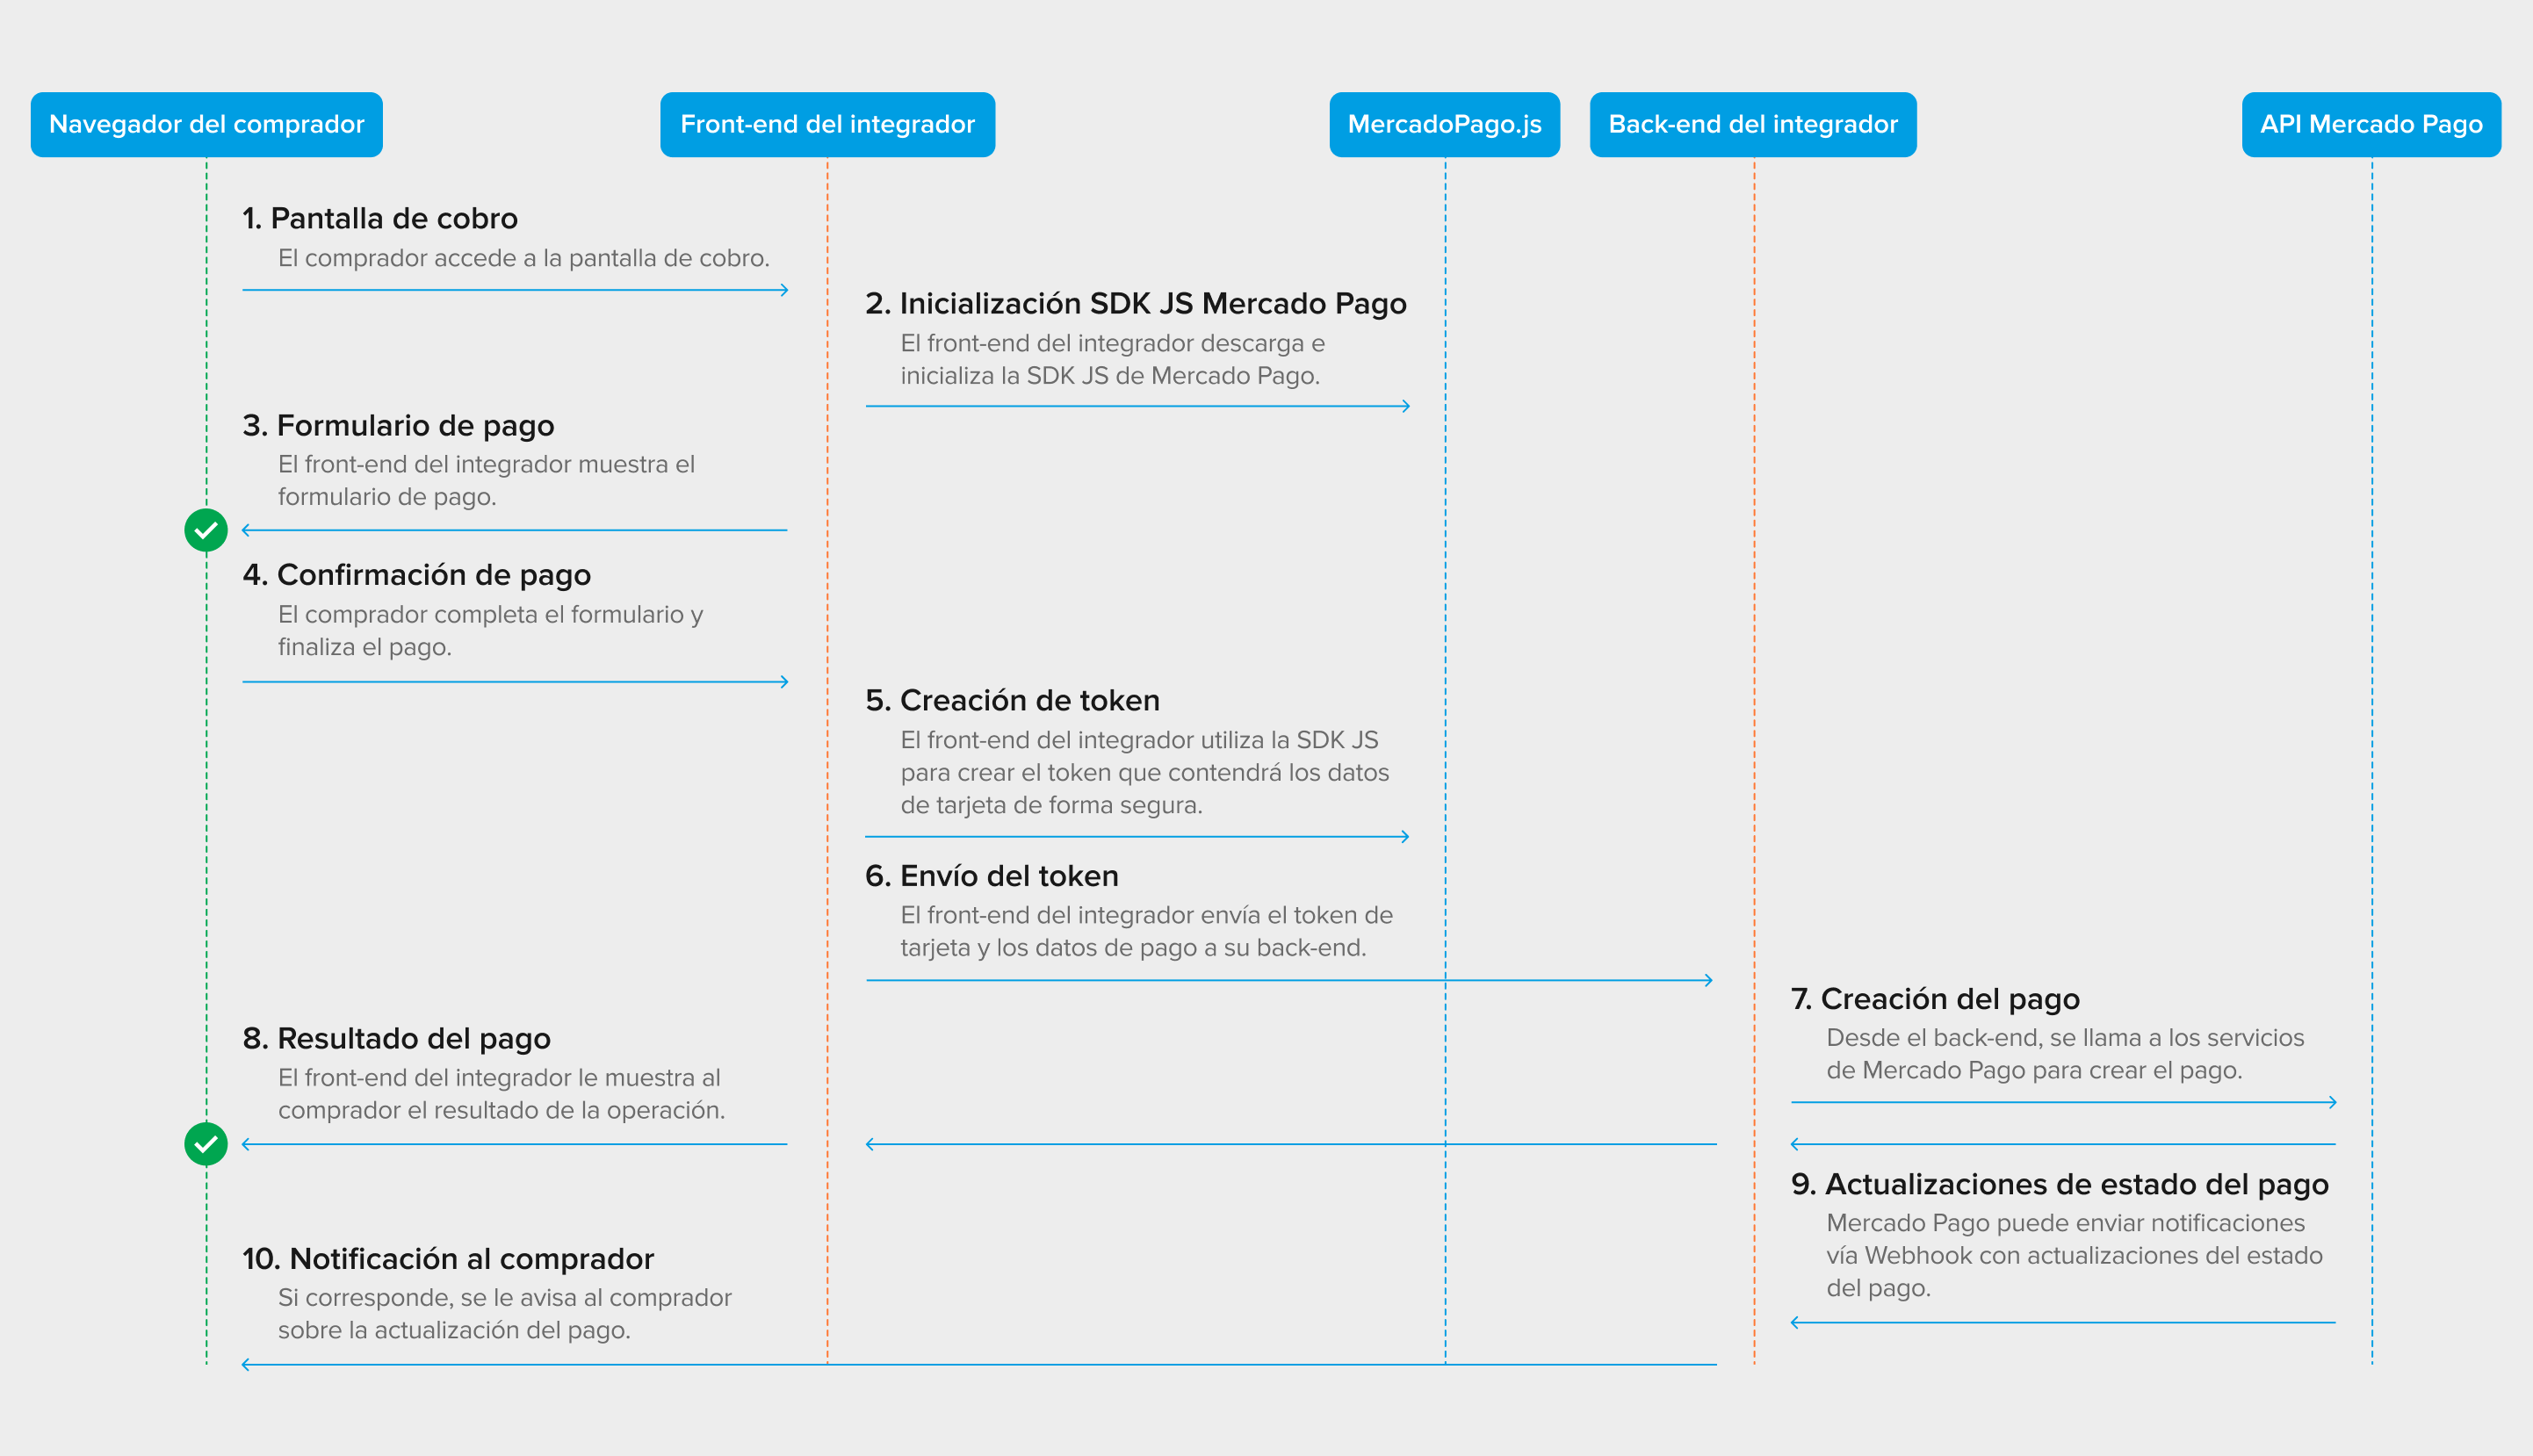 Navegador del comprador
Front-end del integrador
MercadoPago.js
Back-end del integrador
API Mercado Pago
1. Pantalla de cobro
El comprador accede a la pantalla de cobro.
2. Inicialización SDK JS Mercado Pago
El front-end del integrador descarga e
inicializa la SDK JS de Mercado Pago.
3. Formulario de pago
El front-end del integrador muestra el
formulario de pago.
4. Confirmación de pago
El comprador completa el formulario y
finaliza el pago.
5. Creación de token
El front-end del integrador utiliza la SDK JS
para crear el token que contendrá los datos
de tarjeta de forma segura.
6. Envío del token
El front-end del integrador envía el token de
tarjeta y los datos de pago a su back-end.
7. Creación del pago
Desde el back-end, se llama a los servicios
de Mercado Pago para crear el pago.
8. Resultado del pago
El front-end del integrador le muestra al
comprador el resultado de la operación.
9. Actualizaciones de estado del pago
Mercado Pago puede enviar notificaciones
vía Webhook con actualizaciones del estado
del pago.
10. Notificación al comprador
Si corresponde, se le avisa al comprador
sobre la actualización del pago.